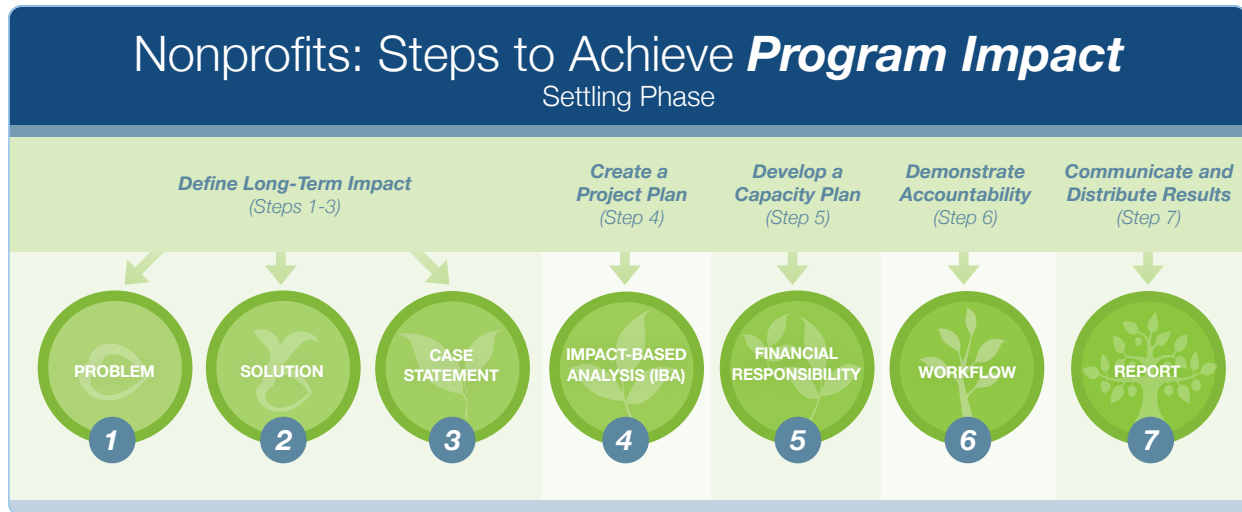 Nonprofits: Steps to Achieve Program Impact
Settling Phase
Define Long-Term Impact
(Steps 1-3)
Create a
Project Plan
(Step 4)
Develop a
Capacity Plan
(Step 5)
Demonstrate
Accountability
(Step 6)
Communicate and
Distribute Results
(Step 7)
PROBLEM
1
SOLUTION
2
CASE
STATEMENT
3
IMPACT-BASED
ANALYSIS (IBA)
4
FINANCIAL
RESPONSIBILITY
5
WORKFLOW
6
REPORT
7